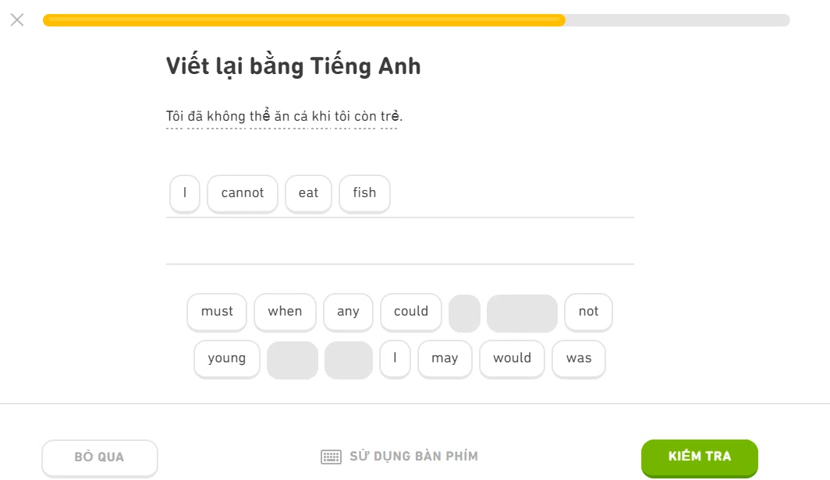 Viết lại bằng Tiếng Anh
Tôi đã không thể ăn cá khi tôi còn trẻ.
I cannot eat fish
must when any could not
young I may would was
BỎ QUA SỬ DỤNG BÀN PHÍM KIỂM TRA